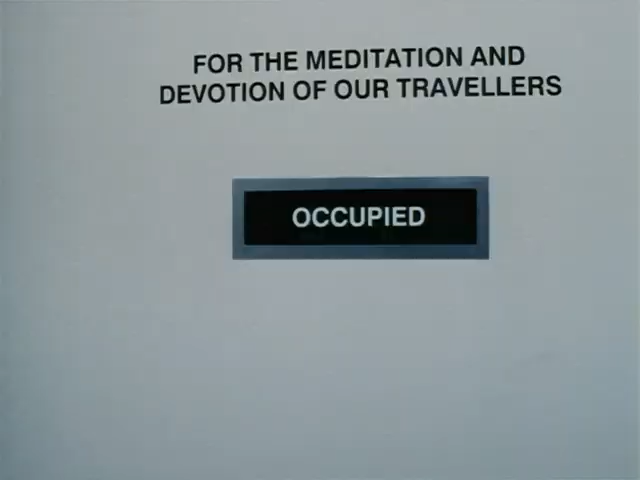 FOR THE MEDITATION AND
DEVOTION OF OUR TRAVELLERS
OCCUPIED